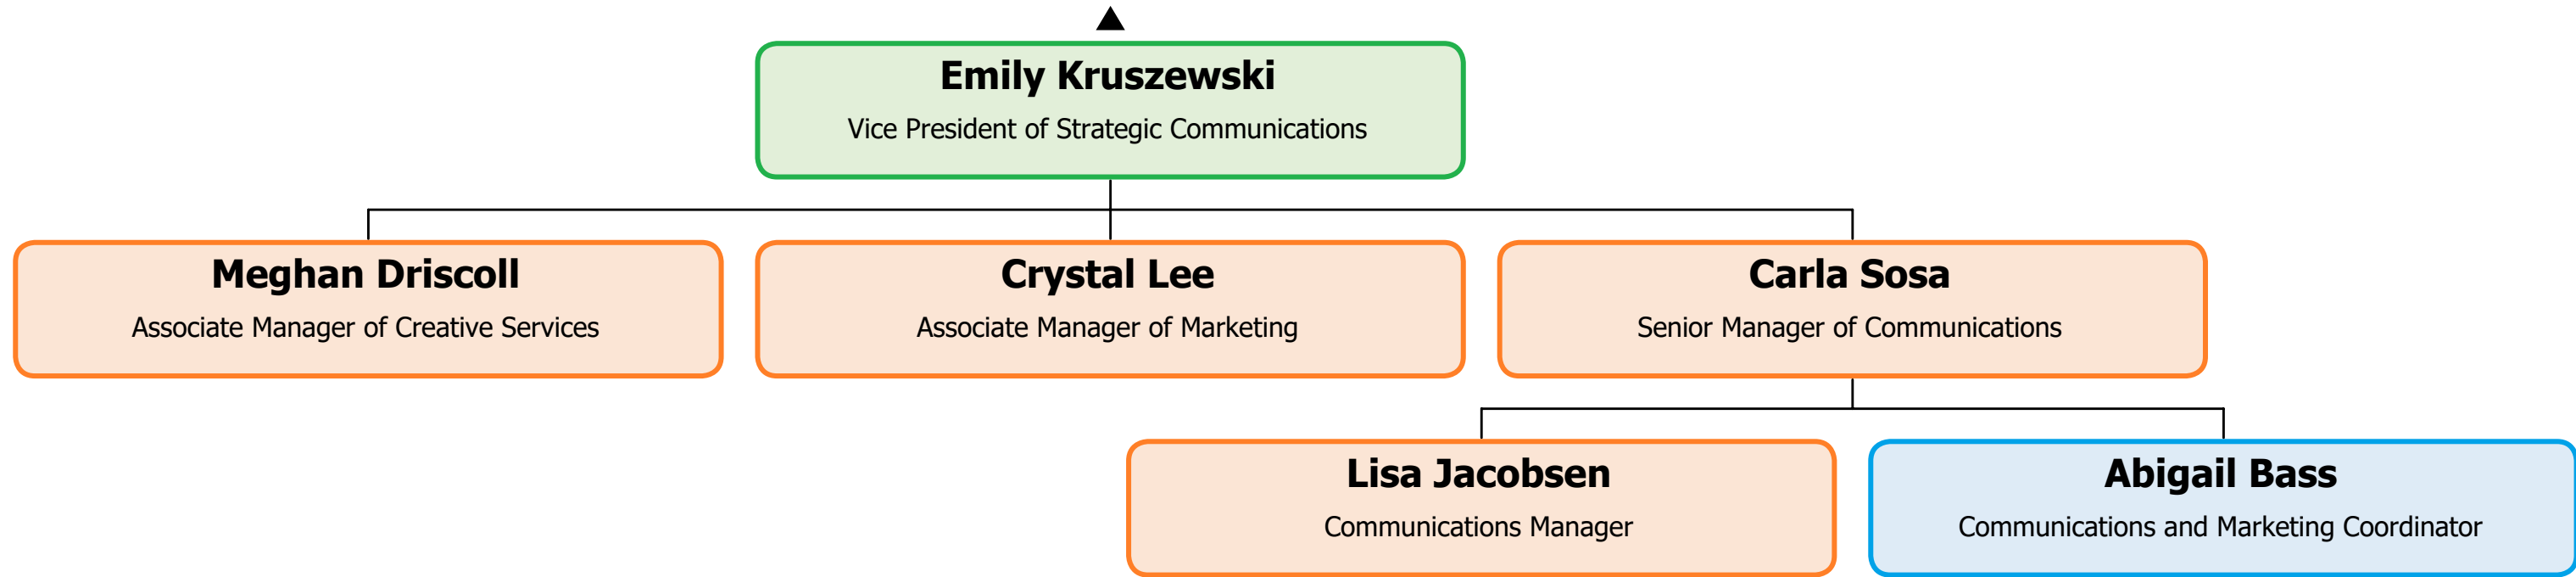 Emily Kruszewski
Vice President of Strategic Communications
Meghan Driscoll
Associate Manager of Creative Services
Crystal Lee
Associate Manager of Marketing
Carla Sosa
Senior Manager of Communications
Lisa Jacobsen
Communications Manager
Abigail Bass
Communications and Marketing Coordinator